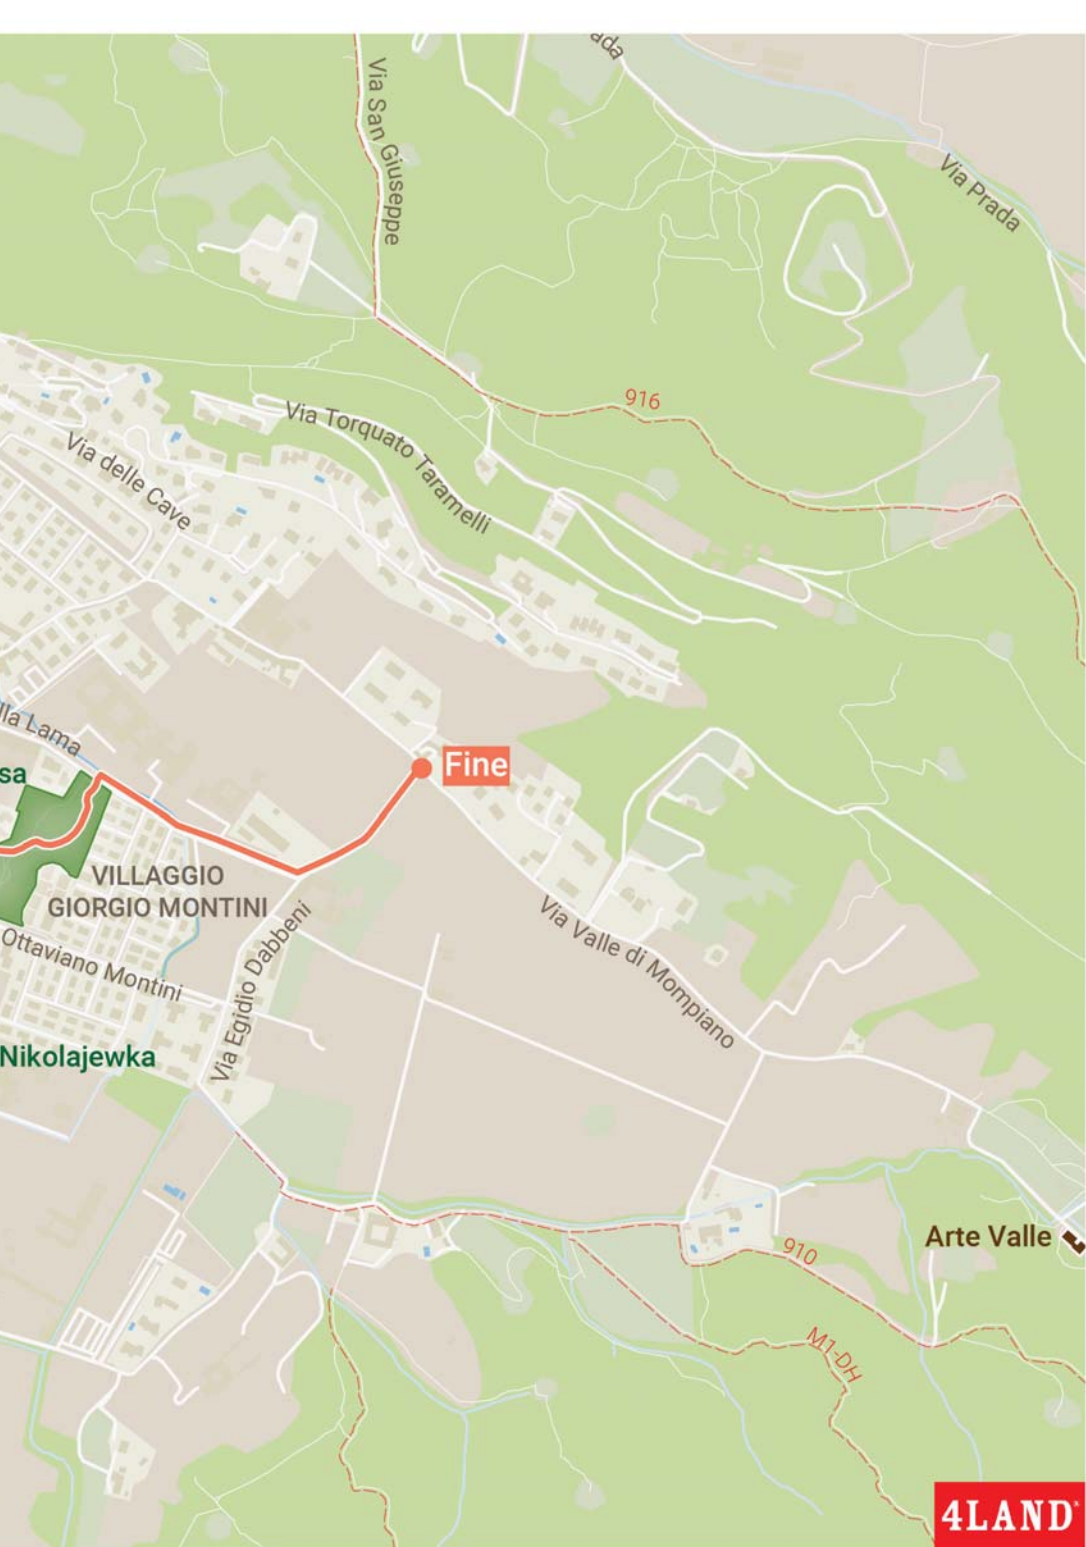 ada
Via San Giuseppe
Via Prada
916
Via Torquato Taramelli
Via delle Cave
lla Lama
sa
Fine
VILLAGGIO
GIORGIO MONTINI
Ottaviano Montini
Via Egidio Dabbeni
Via Valle di Mompiano
Nikolajewka
Arte Valle
910
M1-DH
4LAND